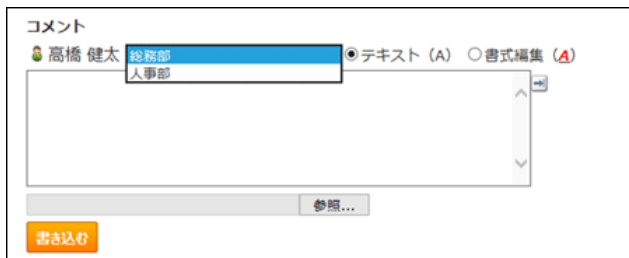 コメント
高橋 健太 総務部 ●テキスト（A） ○書式編集（A）
人事部
参照...
書き込む